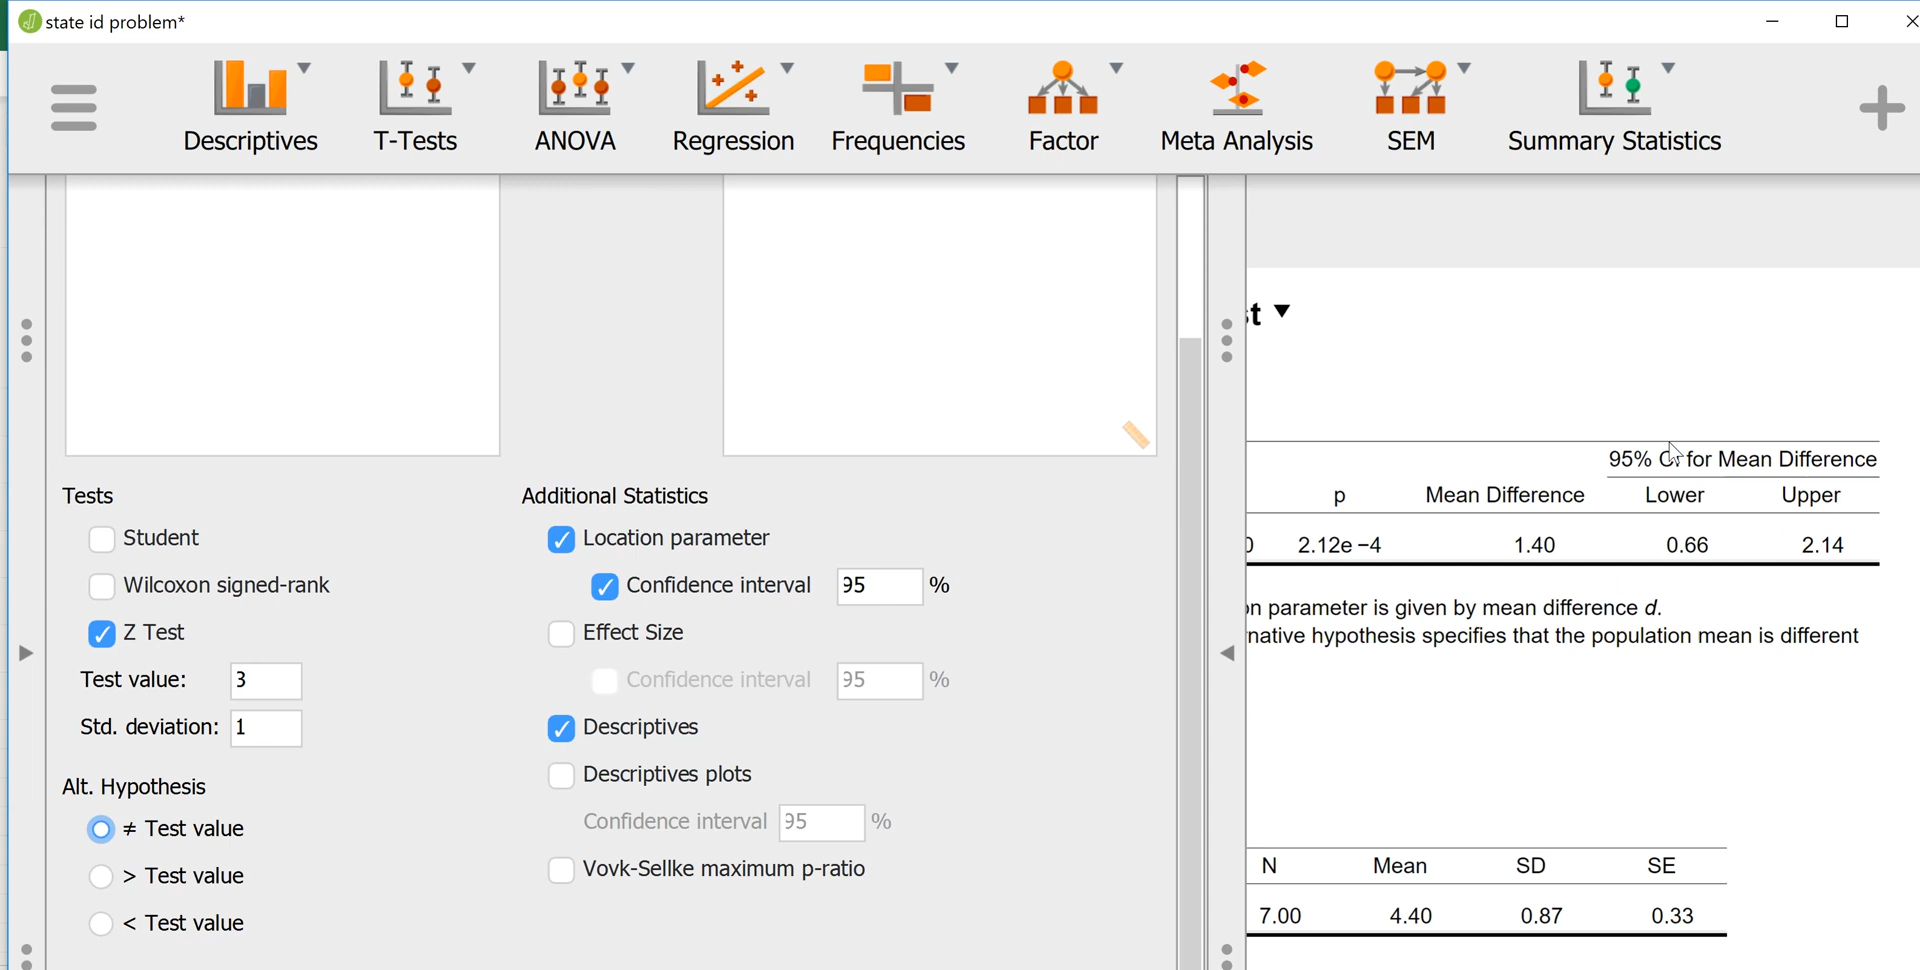 state id problem*
Descriptives
T-Tests
ANOVA
Regression
Frequencies
Factor
Meta Analysis
SEM
Summary Statistics
Tests
Student
Wilcoxon signed-rank
Z Test
Test value: 3
Std. deviation: 1
Alt. Hypothesis
≠ Test value
> Test value
< Test value
Additional Statistics
Location parameter
Confidence interval 95 %
Effect Size
Confidence interval 95 %
Descriptives
Descriptives plots
Confidence interval 95 %
Vovk-Sellke maximum p-ratio
st
95% CI for Mean Difference
p Mean Difference Lower Upper
2.12e −4 1.40 0.66 2.14
parameter is given by mean difference d.
hypothesis specifies that the population mean is different
N Mean SD SE
7.00 4.40 0.87 0.33